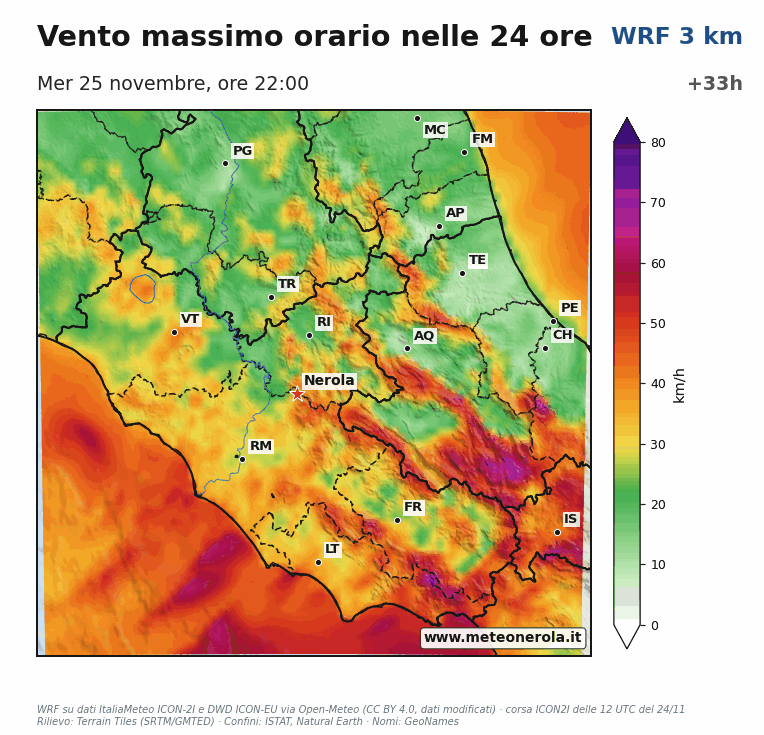 Vento massimo orario nelle 24 ore WRF 3 km
Mer 25 novembre, ore 22:00 +33h
MC
FM
PG
AP
TE
TR
PE
VT
RI
AQ
CH
Nerola
RM
FR
IS
LT
80
70
60
50
40
30
20
10
0
km/h
www.meteonerola.it
WRF su dati ItaliaMeteo ICON-2I e DWD ICON-EU via Open-Meteo (CC BY 4.0, dati modificati) · corsa ICON2I delle 12 UTC del 24/11
Rilievo: Terrain Tiles (SRTM/GMTED) · Confini: ISTAT, Natural Earth · Nomi: GeoNames